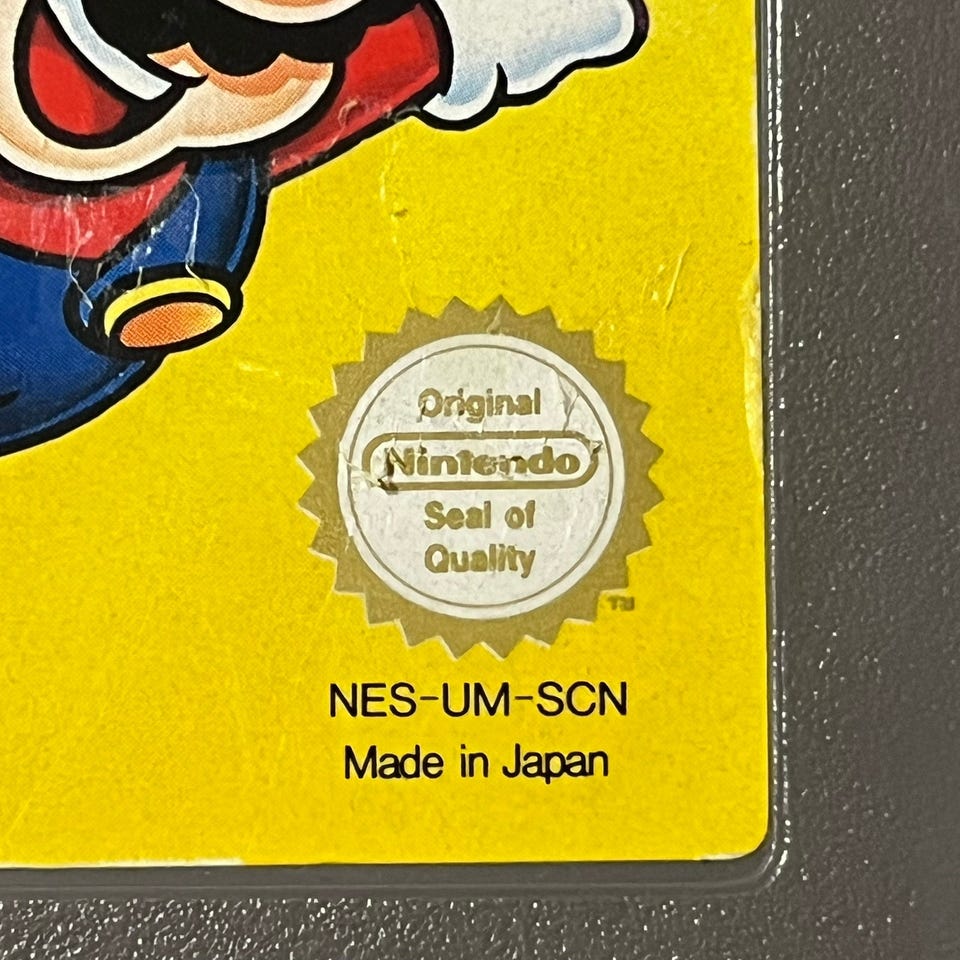 Original
Nintendo
Seal of
Quality
TM
NES-UM-SCN
Made in Japan